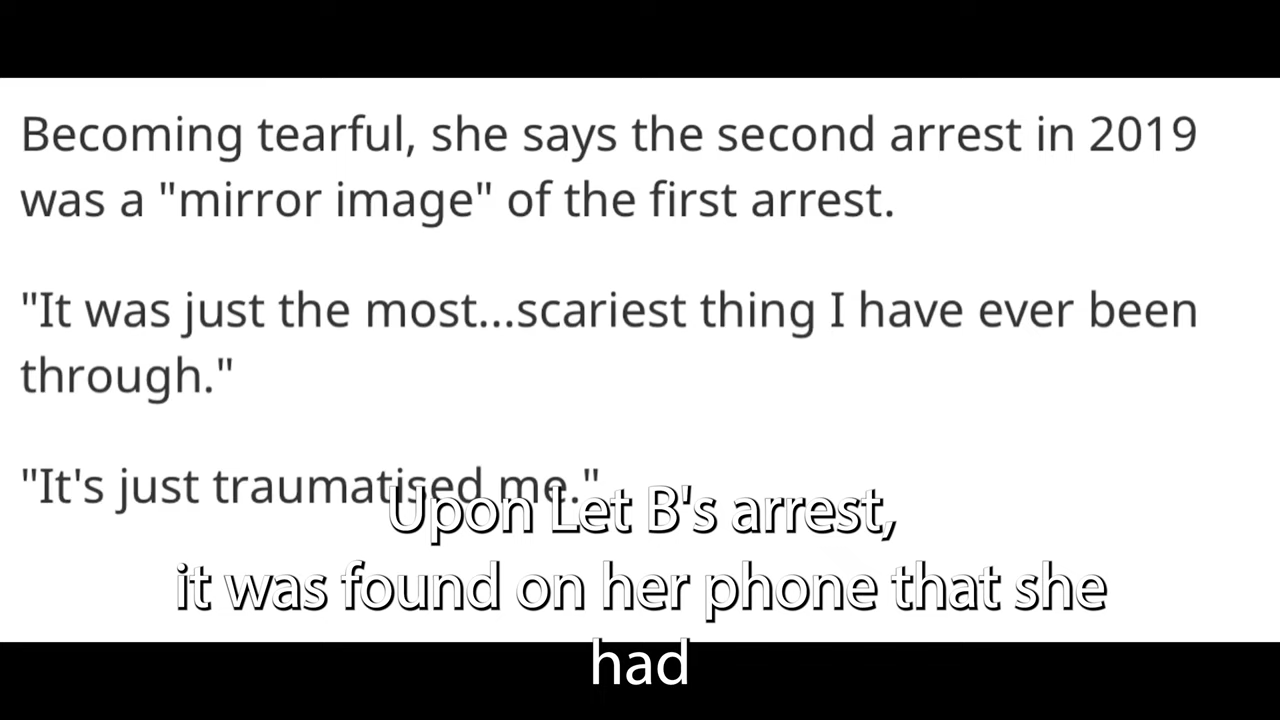 Becoming tearful, she says the second arrest in 2019
was a "mirror image" of the first arrest.
"It was just the most...scariest thing I have ever been
through."
"It's just traumatised me."
Upon Let B's arrest,
it was found on her phone that she
had